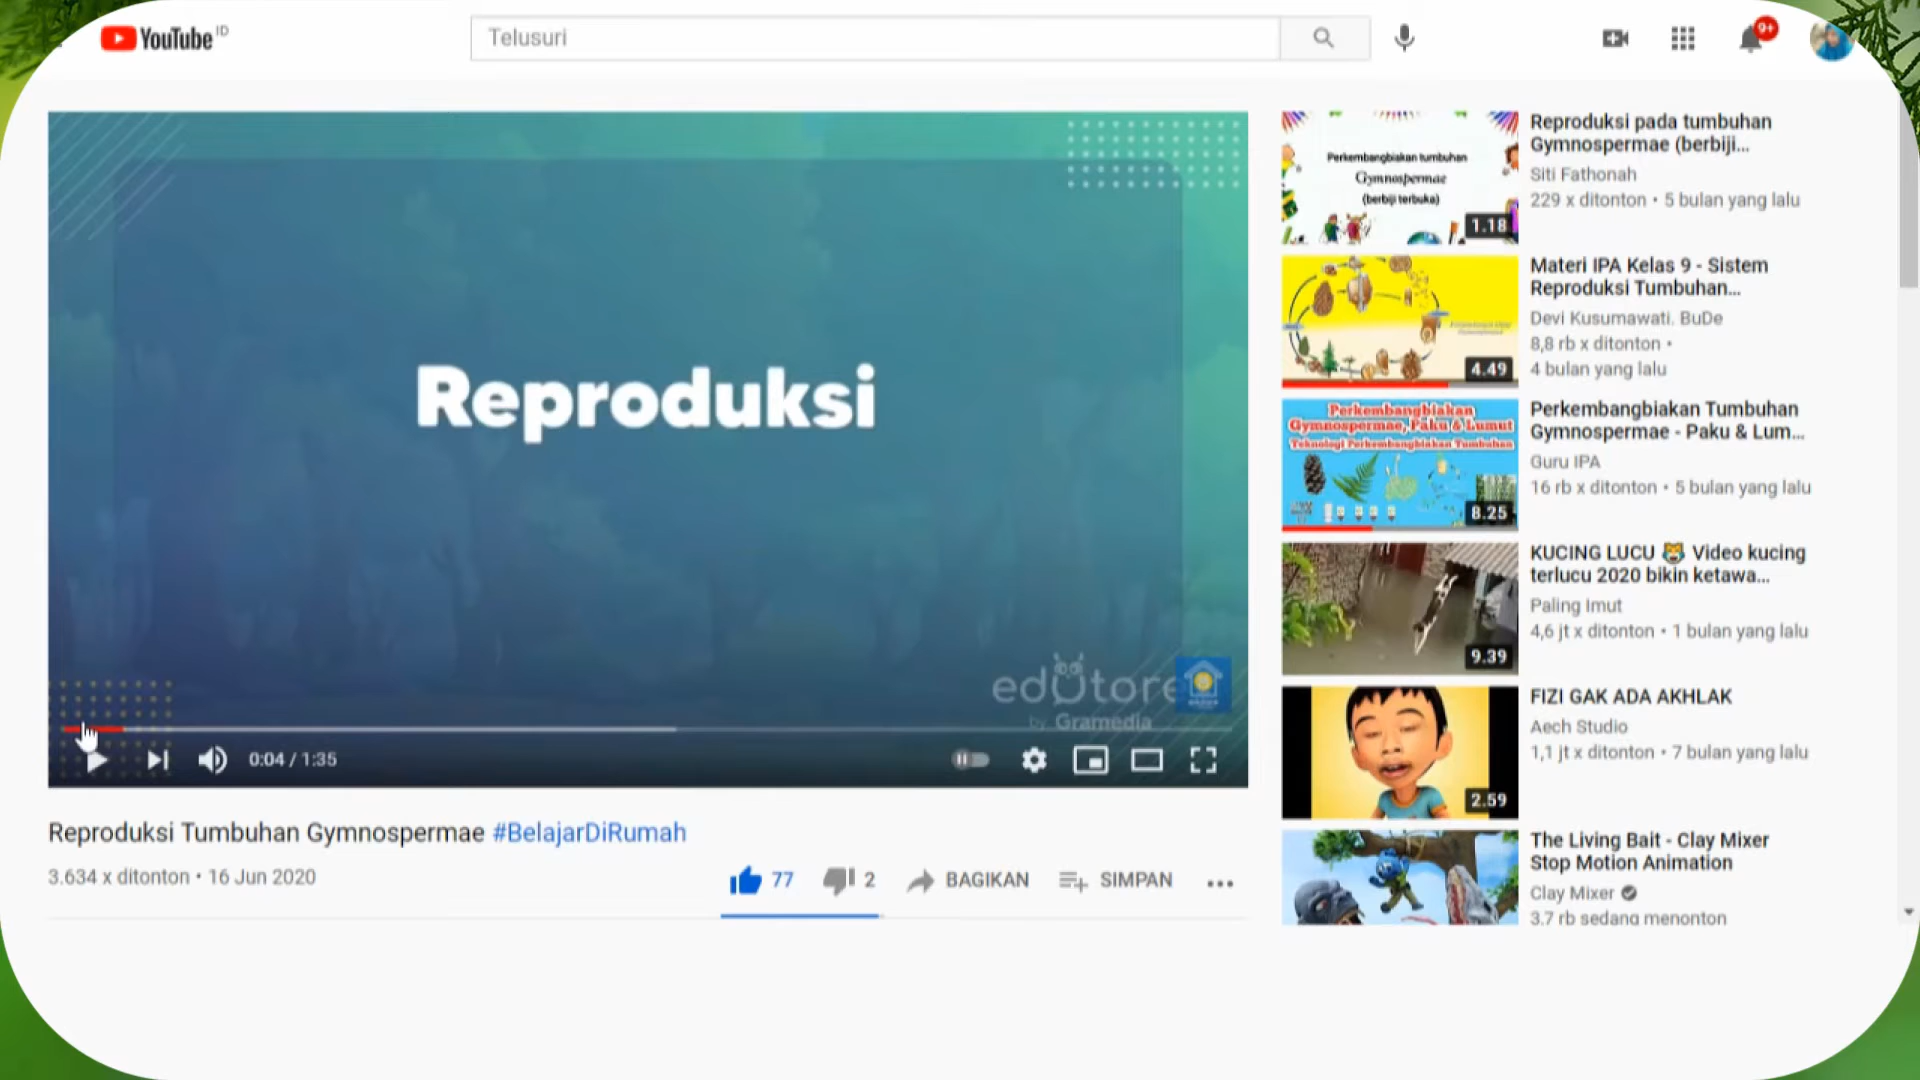 YouTube ID
Telusuri
9+
Reproduksi
edutore
by Gramedia
0:04 / 1:35
Reproduksi Tumbuhan Gymnospermae #BelajarDiRumah
3.634 x ditonton • 16 Jun 2020
77
2
BAGIKAN
SIMPAN
Perkembangbiakan tumbuhan
Gymnospermae
(berbiji terbuka)
1.18
Reproduksi pada tumbuhan
Gymnospermae (berbiji...
Siti Fathonah
229 x ditonton • 5 bulan yang lalu
4.49
Materi IPA Kelas 9 - Sistem
Reproduksi Tumbuhan...
Devi Kusumawati. BuDe
8,8 rb x ditonton •
4 bulan yang lalu
Perkembangbiakan
Gymnospermae, Paku & Lumut
Teknologi Perkembangbiakan Tumbuhan
8.25
Perkembangbiakan Tumbuhan
Gymnospermae - Paku & Lum...
Guru IPA
16 rb x ditonton • 5 bulan yang lalu
9.39
KUCING LUCU 😹 Video kucing
terlucu 2020 bikin ketawa...
Paling Imut
4,6 jt x ditonton • 1 bulan yang lalu
2.59
FIZI GAK ADA AKHLAK
Aech Studio
1,1 jt x ditonton • 7 bulan yang lalu
The Living Bait - Clay Mixer
Stop Motion Animation
Clay Mixer
3.7 rb sedang menonton